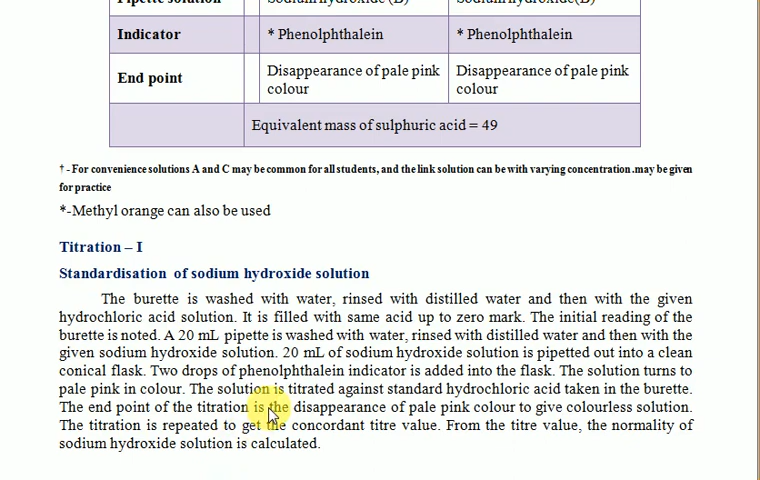 Indicator * Phenolphthalein * Phenolphthalein
End point Disappearance of pale pink colour Disappearance of pale pink colour
Equivalent mass of sulphuric acid = 49
† - For convenience solutions A and C may be common for all students, and the link solution can be with varying concentration .may be given
for practice
*-Methyl orange can also be used
Titration – I
Standardisation of sodium hydroxide solution
The burette is washed with water, rinsed with distilled water and then with the given
hydrochloric acid solution. It is filled with same acid up to zero mark. The initial reading of the
burette is noted. A 20 mL pipette is washed with water, rinsed with distilled water and then with the
given sodium hydroxide solution. 20 mL of sodium hydroxide solution is pipetted out into a clean
conical flask. Two drops of phenolphthalein indicator is added into the flask. The solution turns to
pale pink in colour. The solution is titrated against standard hydrochloric acid taken in the burette.
The end point of the titration is the disappearance of pale pink colour to give colourless solution.
The titration is repeated to get the concordant titre value. From the titre value, the normality of
sodium hydroxide solution is calculated.